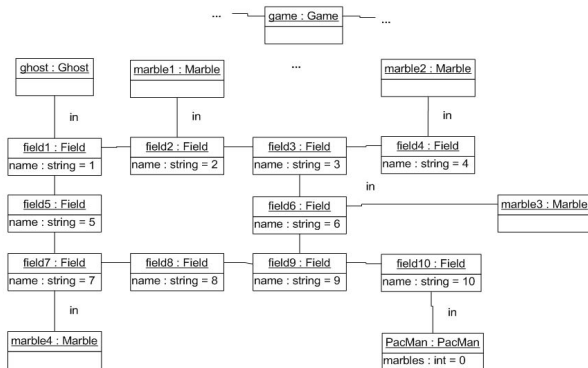 ... game : Game ...
...
ghost : Ghost
marble1 : Marble
marble2 : Marble
in
in
in
field1 : Field
name : string = 1
field2 : Field
name : string = 2
field3 : Field
name : string = 3
field4 : Field
name : string = 4
in
field5 : Field
name : string = 5
field6 : Field
name : string = 6
marble3 : Marble
field7 : Field
name : string = 7
field8 : Field
name : string = 8
field9 : Field
name : string = 9
field10 : Field
name : string = 10
in
in
marble4 : Marble
PacMan : PacMan
marbles : int = 0